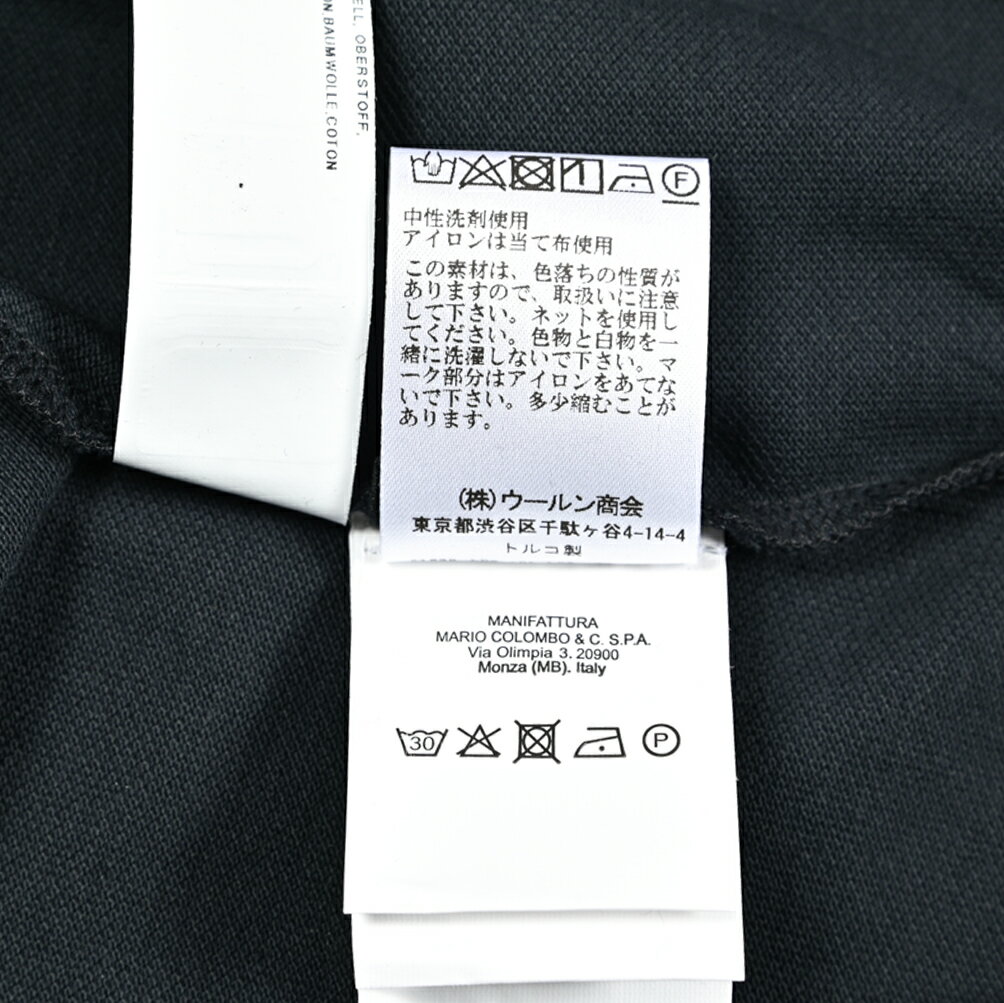 ELL, OBERSTOFF,
ON BAUMWOLLE,COTON
F
中性洗剤使用
アイロンは当て布使用
この素材は、色落ちの性質が
ありますので、取扱いに注意
して下さい。ネットを使用し
てください。色物と白物を一
緒に洗濯しないで下さい。マ
ーク部分はアイロンをあてな
いで下さい。多少縮むことが
あります。
(株)ウールン商会
東京都渋谷区千駄ヶ谷4-14-4
トルコ製
MANIFATTURA
MARIO COLOMBO & C. S.P.A.
Via Olimpia 3. 20900
Monza (MB). Italy
30 P